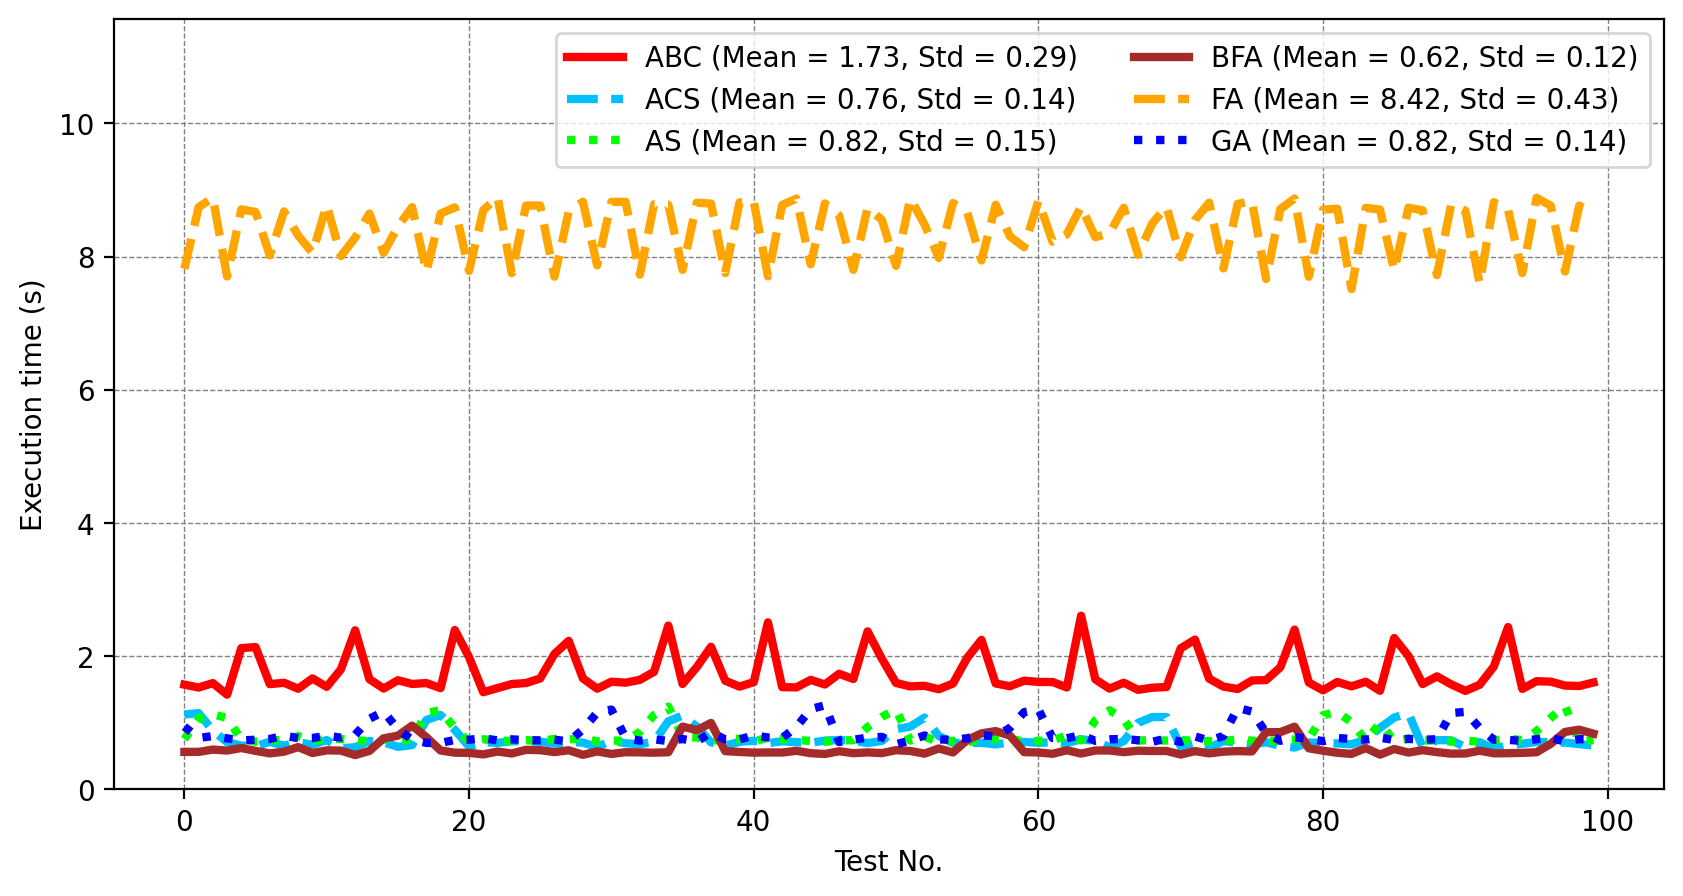 ABC (Mean = 1.73, Std = 0.29)
ACS (Mean = 0.76, Std = 0.14)
AS (Mean = 0.82, Std = 0.15)
BFA (Mean = 0.62, Std = 0.12)
FA (Mean = 8.42, Std = 0.43)
GA (Mean = 0.82, Std = 0.14)
Execution time (s)
10
8
6
4
2
0
0 20 40 60 80 100
Test No.